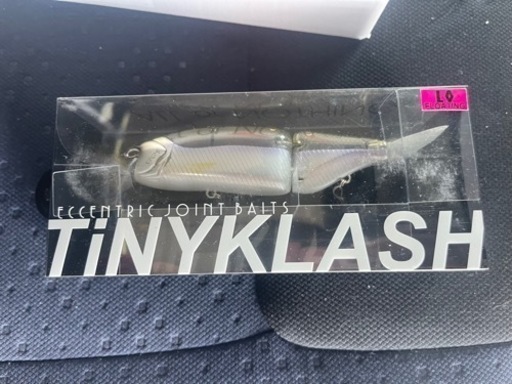 LO
FLOATING
ECCENTRIC JOINT BAITS
TiNYKLASH